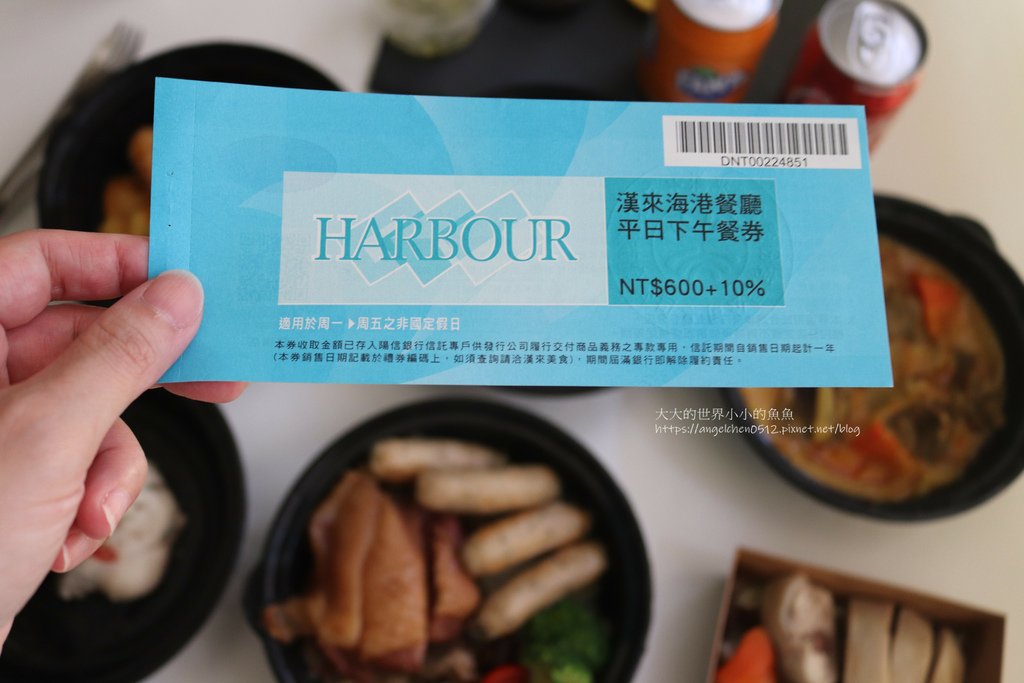 DNT00224851
HARBOUR
漢來海港餐廳
平日下午餐券
NT$600+10%
適用於周一▶周五之非國定假日
本券收取金額已存入陽信銀行信託專戶供發行公司履行交付商品義務之專款專用，信託期間自銷售日期起計一年
(本券銷售日期記載於禮券編碼上，如須查詢請洽漢來美食)，期間屆滿銀行即解除履約責任。
大大的世界小小的魚魚
https://angelchen0512.pixnet.net/blog